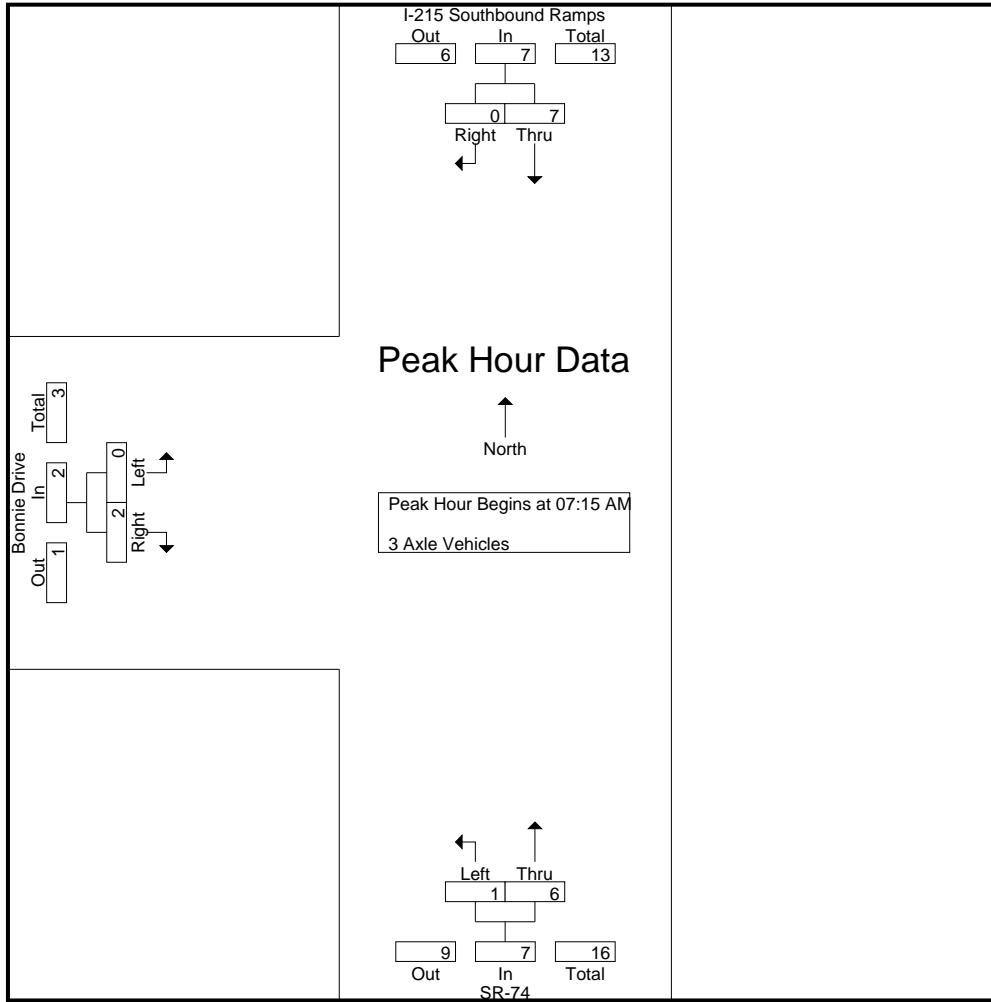 I-215 Southbound Ramps
Out In Total
6 7 13
0 7
Right Thru
Peak Hour Data
North
Peak Hour Begins at 07:15 AM
3 Axle Vehicles
Bonnie Drive
Out In Total
1 2 3
Right Left
2 0
Left Thru
1 6
9 7 16
Out In Total
SR-74